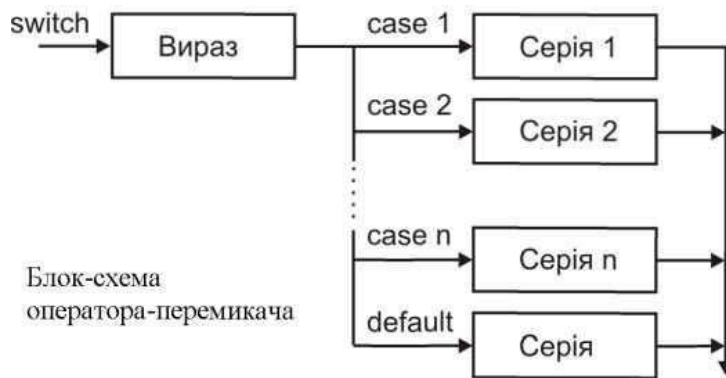 switch
Вираз
case 1
Серія 1
case 2
Серія 2
case n
Серія n
default
Серія
Блок-схема
оператора-перемикача